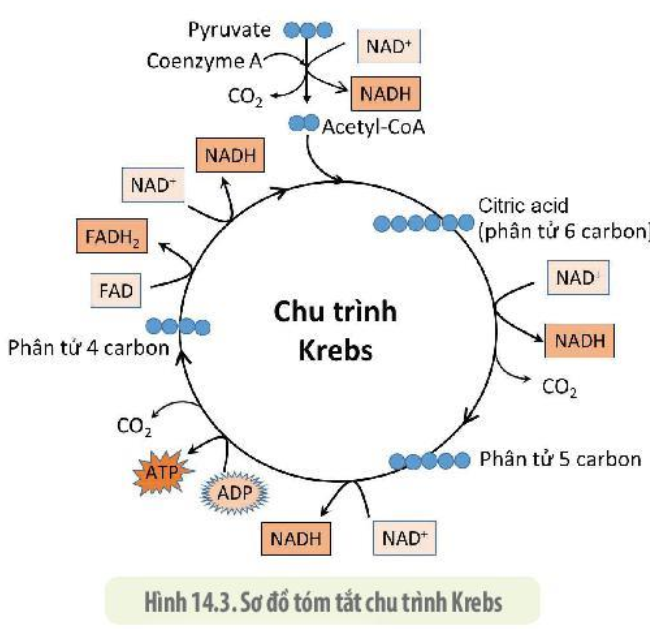 Pyruvate
NAD⁺
Coenzyme A
CO₂
NADH
Acetyl-CoA
NADH
NAD⁺
Citric acid
(phân tử 6 carbon)
FADH₂
FAD
NAD⁺
NADH
Chu trình
Krebs
Phân tử 4 carbon
CO₂
CO₂
ATP
ADP
Phân tử 5 carbon
NADH
NAD⁺
Hình 14.3. Sơ đồ tóm tắt chu trình Krebs